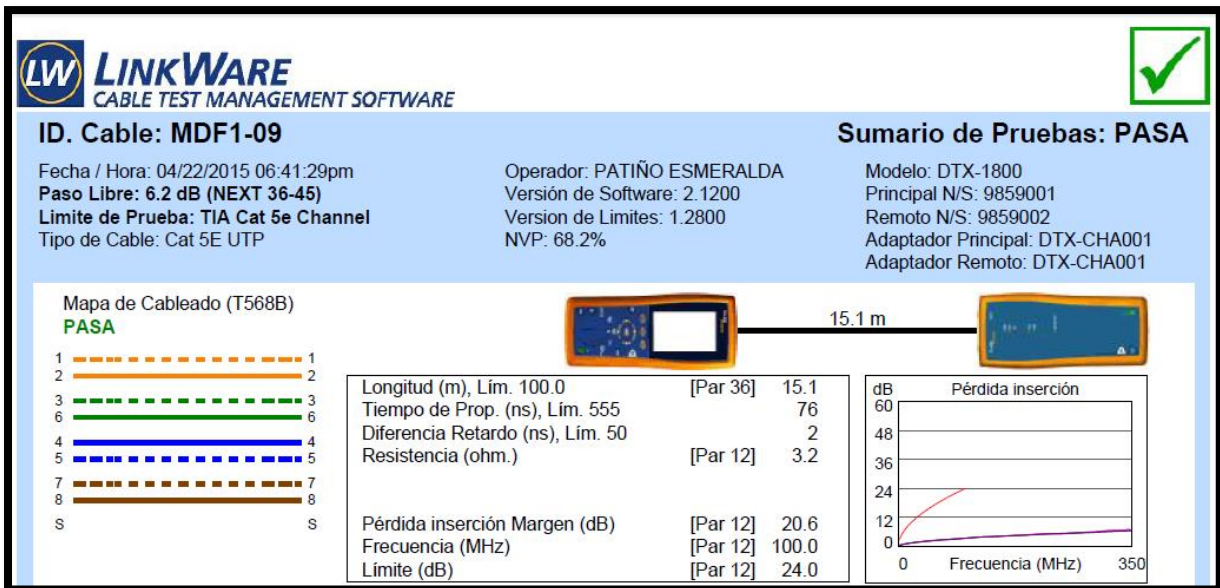 LW LINKWARE
CABLE TEST MANAGEMENT SOFTWARE
ID. Cable: MDF1-09
Sumario de Pruebas: PASA
Fecha / Hora: 04/22/2015 06:41:29pm
Paso Libre: 6.2 dB (NEXT 36-45)
Limite de Prueba: TIA Cat 5e Channel
Tipo de Cable: Cat 5E UTP
Operador: PATIÑO ESMERALDA
Versión de Software: 2.1200
Version de Limites: 1.2800
NVP: 68.2%
Modelo: DTX-1800
Principal N/S: 9859001
Remoto N/S: 9859002
Adaptador Principal: DTX-CHA001
Adaptador Remoto: DTX-CHA001
Mapa de Cableado (T568B)
PASA
1 1
2 2
3 3
6 6
4 4
5 5
7 7
8 8
S S
15.1 m
Longitud (m), Lím. 100.0 [Par 36] 15.1
Tiempo de Prop. (ns), Lím. 555 76
Diferencia Retardo (ns), Lím. 50 2
Resistencia (ohm.) [Par 12] 3.2
Pérdida inserción Margen (dB) [Par 12] 20.6
Frecuencia (MHz) [Par 12] 100.0
Límite (dB) [Par 12] 24.0
dB Pérdida inserción
60
48
36
24
12
0
0 Frecuencia (MHz) 350